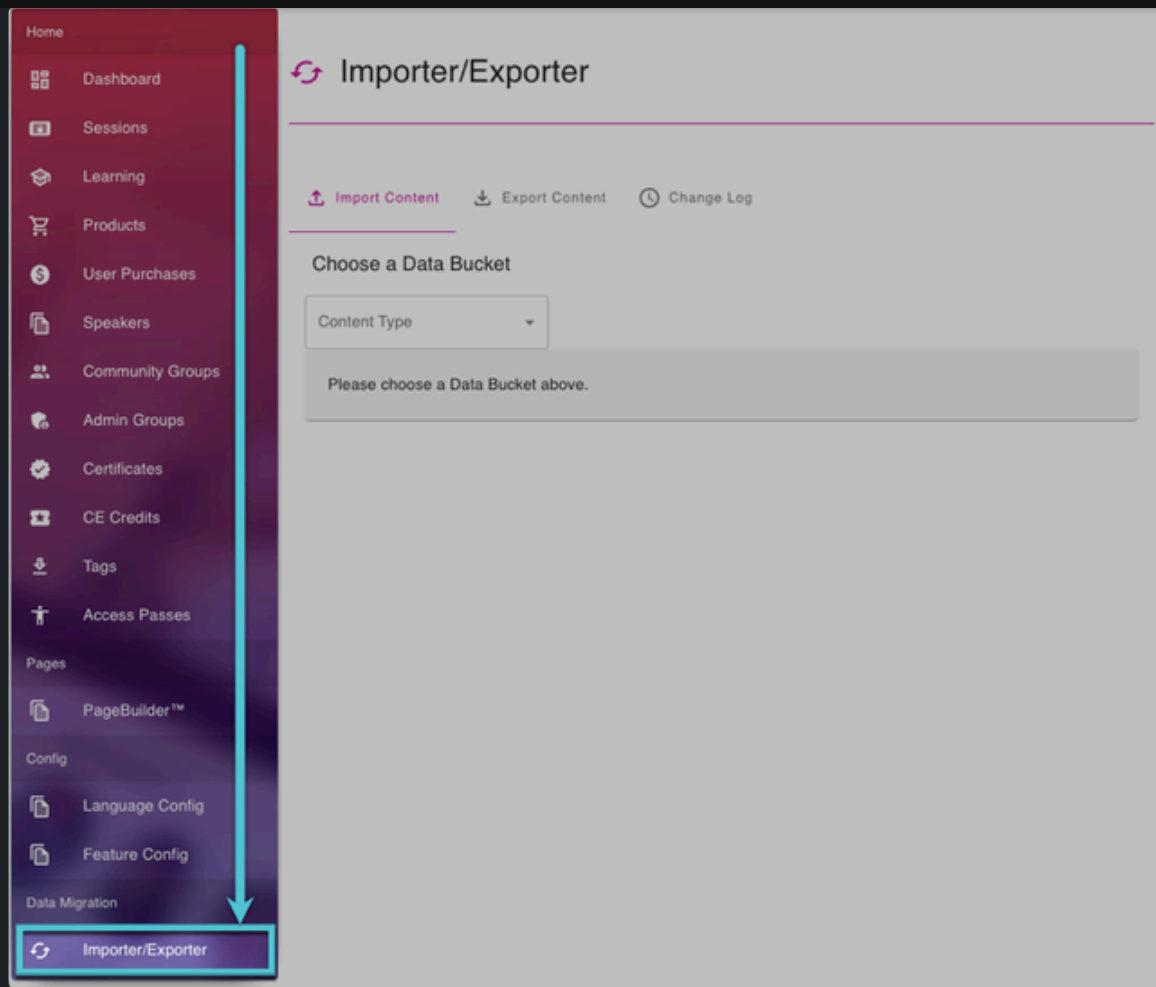 Home
Dashboard
Sessions
Learning
Products
User Purchases
Speakers
Community Groups
Admin Groups
Certificates
CE Credits
Tags
Access Passes
Pages
PageBuilder™
Config
Language Config
Feature Config
Data Migration
Importer/Exporter
Importer/Exporter
Import Content
Export Content
Change Log
Choose a Data Bucket
Content Type
Please choose a Data Bucket above.